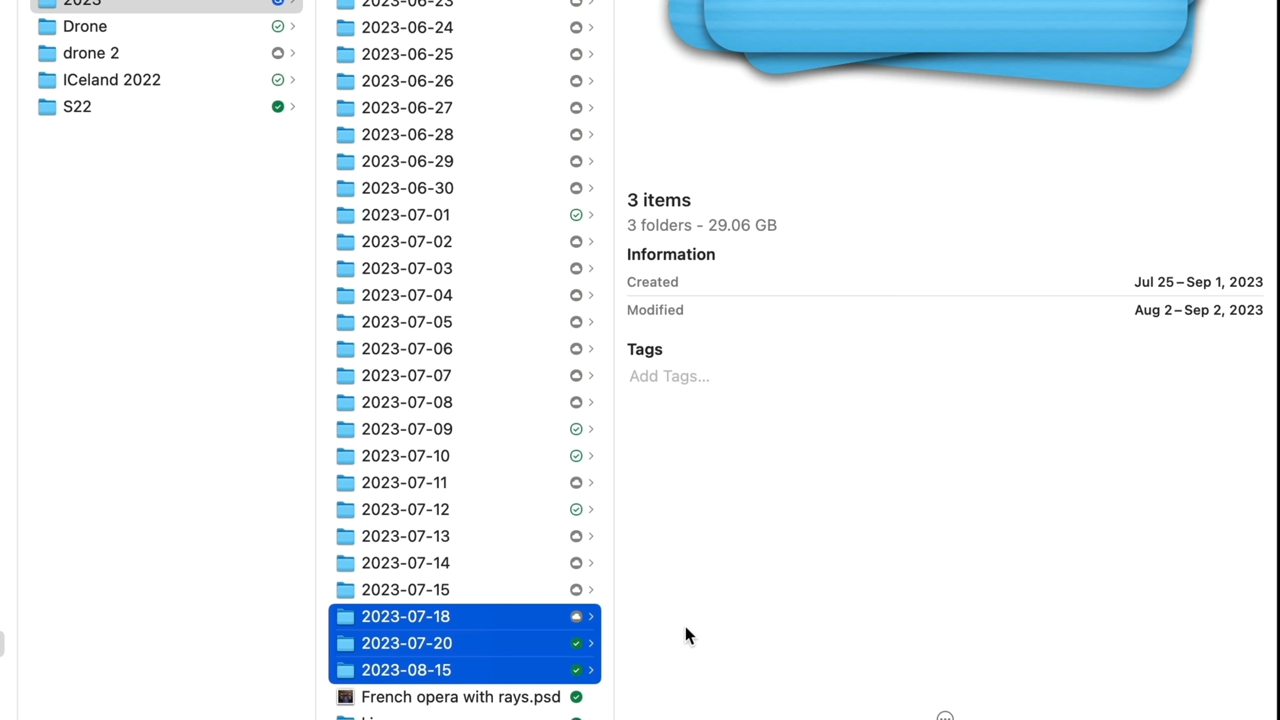 2023
Drone
drone 2
ICeland 2022
S22
2023-06-23
2023-06-24
2023-06-25
2023-06-26
2023-06-27
2023-06-28
2023-06-29
2023-06-30
2023-07-01
2023-07-02
2023-07-03
2023-07-04
2023-07-05
2023-07-06
2023-07-07
2023-07-08
2023-07-09
2023-07-10
2023-07-11
2023-07-12
2023-07-13
2023-07-14
2023-07-15
2023-07-18
2023-07-20
2023-08-15
French opera with rays.psd
3 items
3 folders - 29.06 GB
Information
Created Jul 25 – Sep 1, 2023
Modified Aug 2 – Sep 2, 2023
Tags
Add Tags...